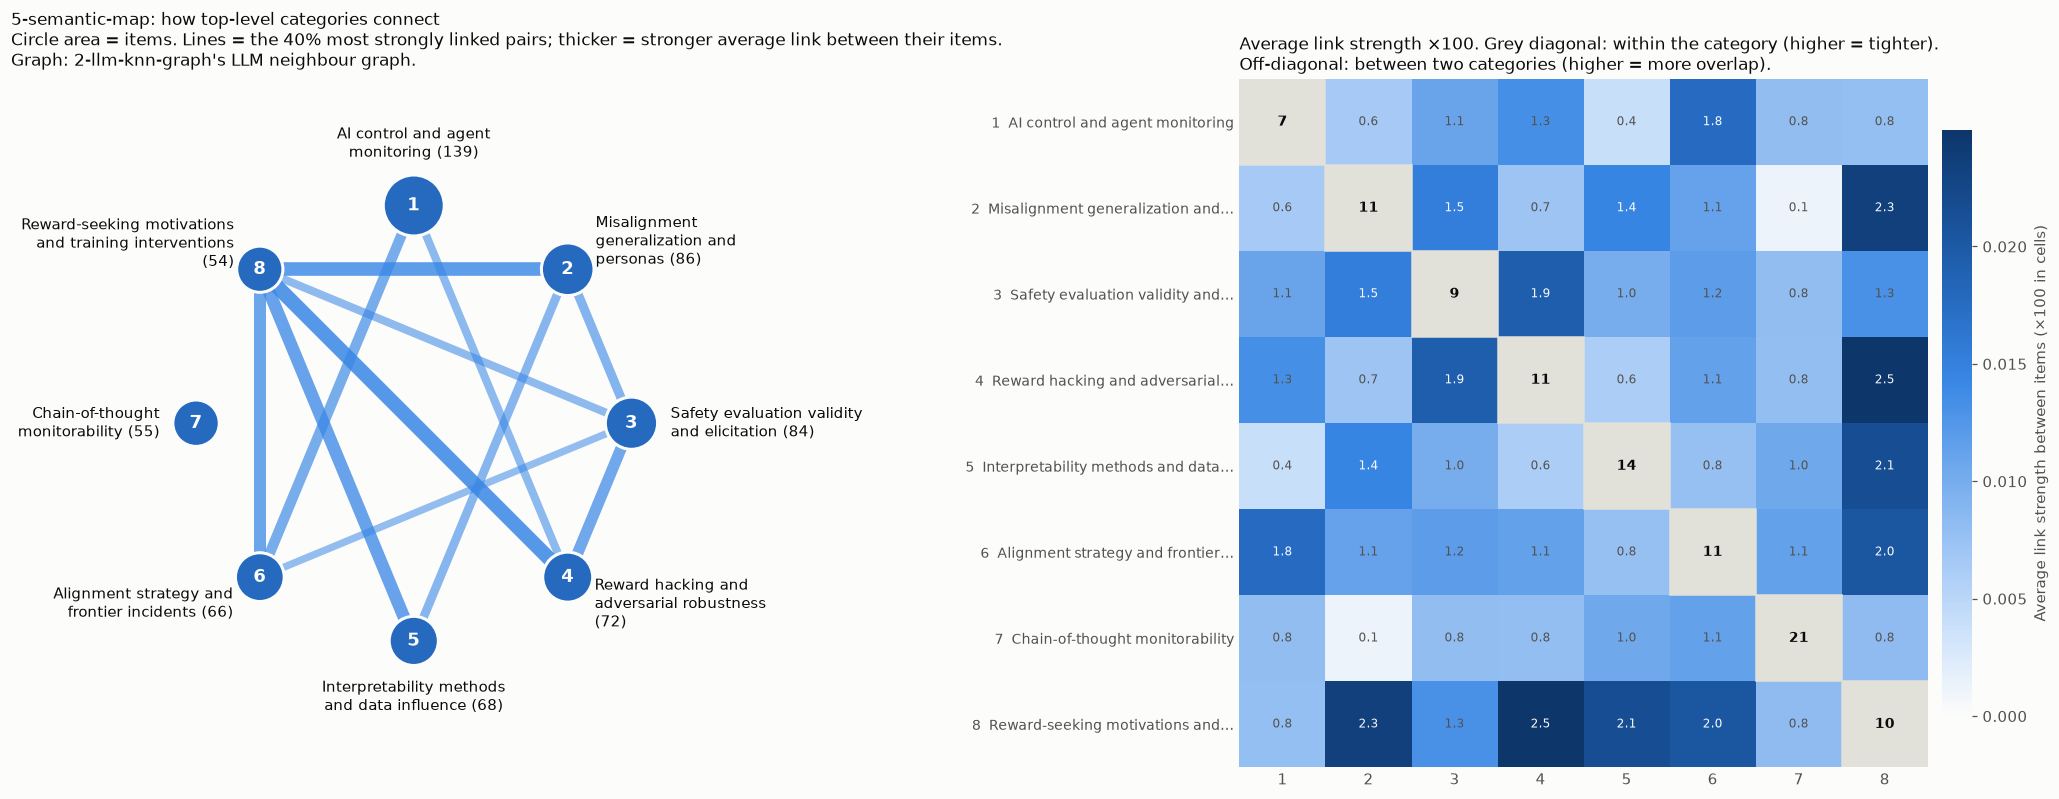 5-semantic-map: how top-level categories connect
Circle area = items. Lines = the 40% most strongly linked pairs; thicker = stronger average link between their items.
Graph: 2-llm-knn-graph's LLM neighbour graph.
AI control and agent
monitoring (139)
Misalignment
generalization and
personas (86)
Reward-seeking motivations
and training interventions
(54)
Chain-of-thought
monitorability (55)
Safety evaluation validity
and elicitation (84)
Alignment strategy and
frontier incidents (66)
Reward hacking and
adversarial robustness
(72)
Interpretability methods
and data influence (68)
1
2
3
4
5
6
7
8
Average link strength ×100. Grey diagonal: within the category (higher = tighter).
Off-diagonal: between two categories (higher = more overlap).
1 AI control and agent monitoring 7 0.6 1.1 1.3 0.4 1.8 0.8 0.8
2 Misalignment generalization and... 0.6 11 1.5 0.7 1.4 1.1 0.1 2.3
3 Safety evaluation validity and... 1.1 1.5 9 1.9 1.0 1.2 0.8 1.3
4 Reward hacking and adversarial... 1.3 0.7 1.9 11 0.6 1.1 0.8 2.5
5 Interpretability methods and data... 0.4 1.4 1.0 0.6 14 0.8 1.0 2.1
6 Alignment strategy and frontier... 1.8 1.1 1.2 1.1 0.8 11 1.1 2.0
7 Chain-of-thought monitorability 0.8 0.1 0.8 0.8 1.0 1.1 21 0.8
8 Reward-seeking motivations and... 0.8 2.3 1.3 2.5 2.1 2.0 0.8 10
1 2 3 4 5 6 7 8
0.020
0.015
0.010
0.005
0.000
Average link strength between items (×100 in cells)